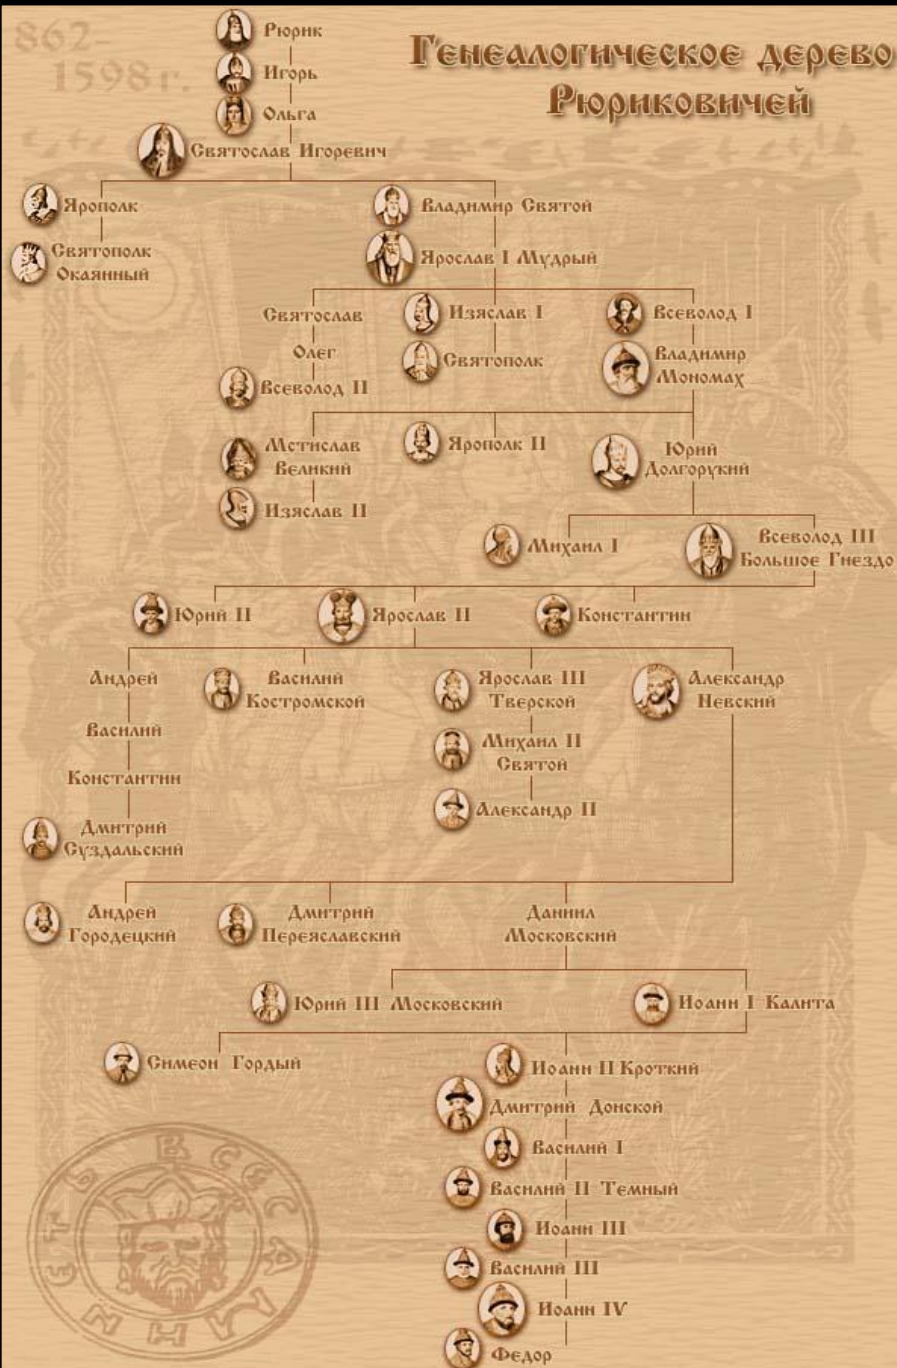 862-
1598 г.
Генеалогическое дерево
Рюриковичей
Рюрик
Игорь
Ольга
Святослав Игоревич
Ярополк
Владимир Святой
Святополк
Окаянный
Ярослав I Мудрый
Святослав
Изяслав I
Всеволод I
Олег
Святополк
Владимир
Мономах
Всеволод II
Мстислав
Великий
Ярополк II
Юрий
Долгорукий
Изяслав II
Михаил I
Всеволод III
Большое Гнездо
Юрий II
Ярослав II
Константин
Андрей
Василий
Костромской
Ярослав III
Тверской
Александр
Невский
Василий
Михаил II
Святой
Константин
Александр II
Дмитрий
Суздальский
Андрей
Городецкий
Дмитрий
Переяславский
Даниил
Московский
Юрий III Московский
Иоанн I Калита
Симеон Гордый
Иоанн II Кроткий
Дмитрий Донской
Василий I
Василий II Темный
Иоанн III
Василий III
Иоанн IV
Федор